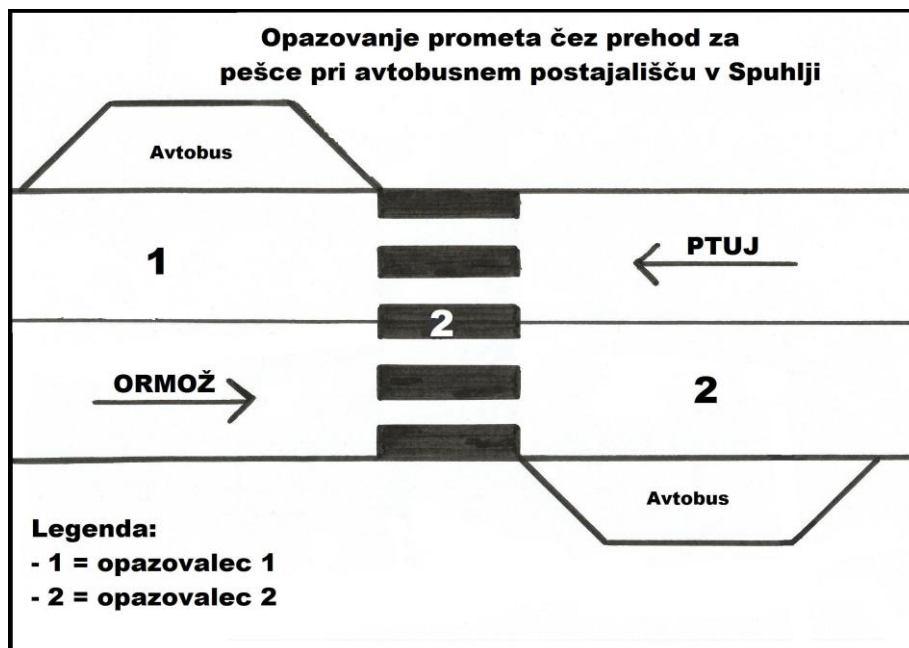 Opazovanje prometa čez prehod za
pešce pri avtobusnem postajališču v Spuhlji
Avtobus
1
PTUJ
2
ORMOŽ
2
Avtobus
Legenda:
- 1 = opazovalec 1
- 2 = opazovalec 2